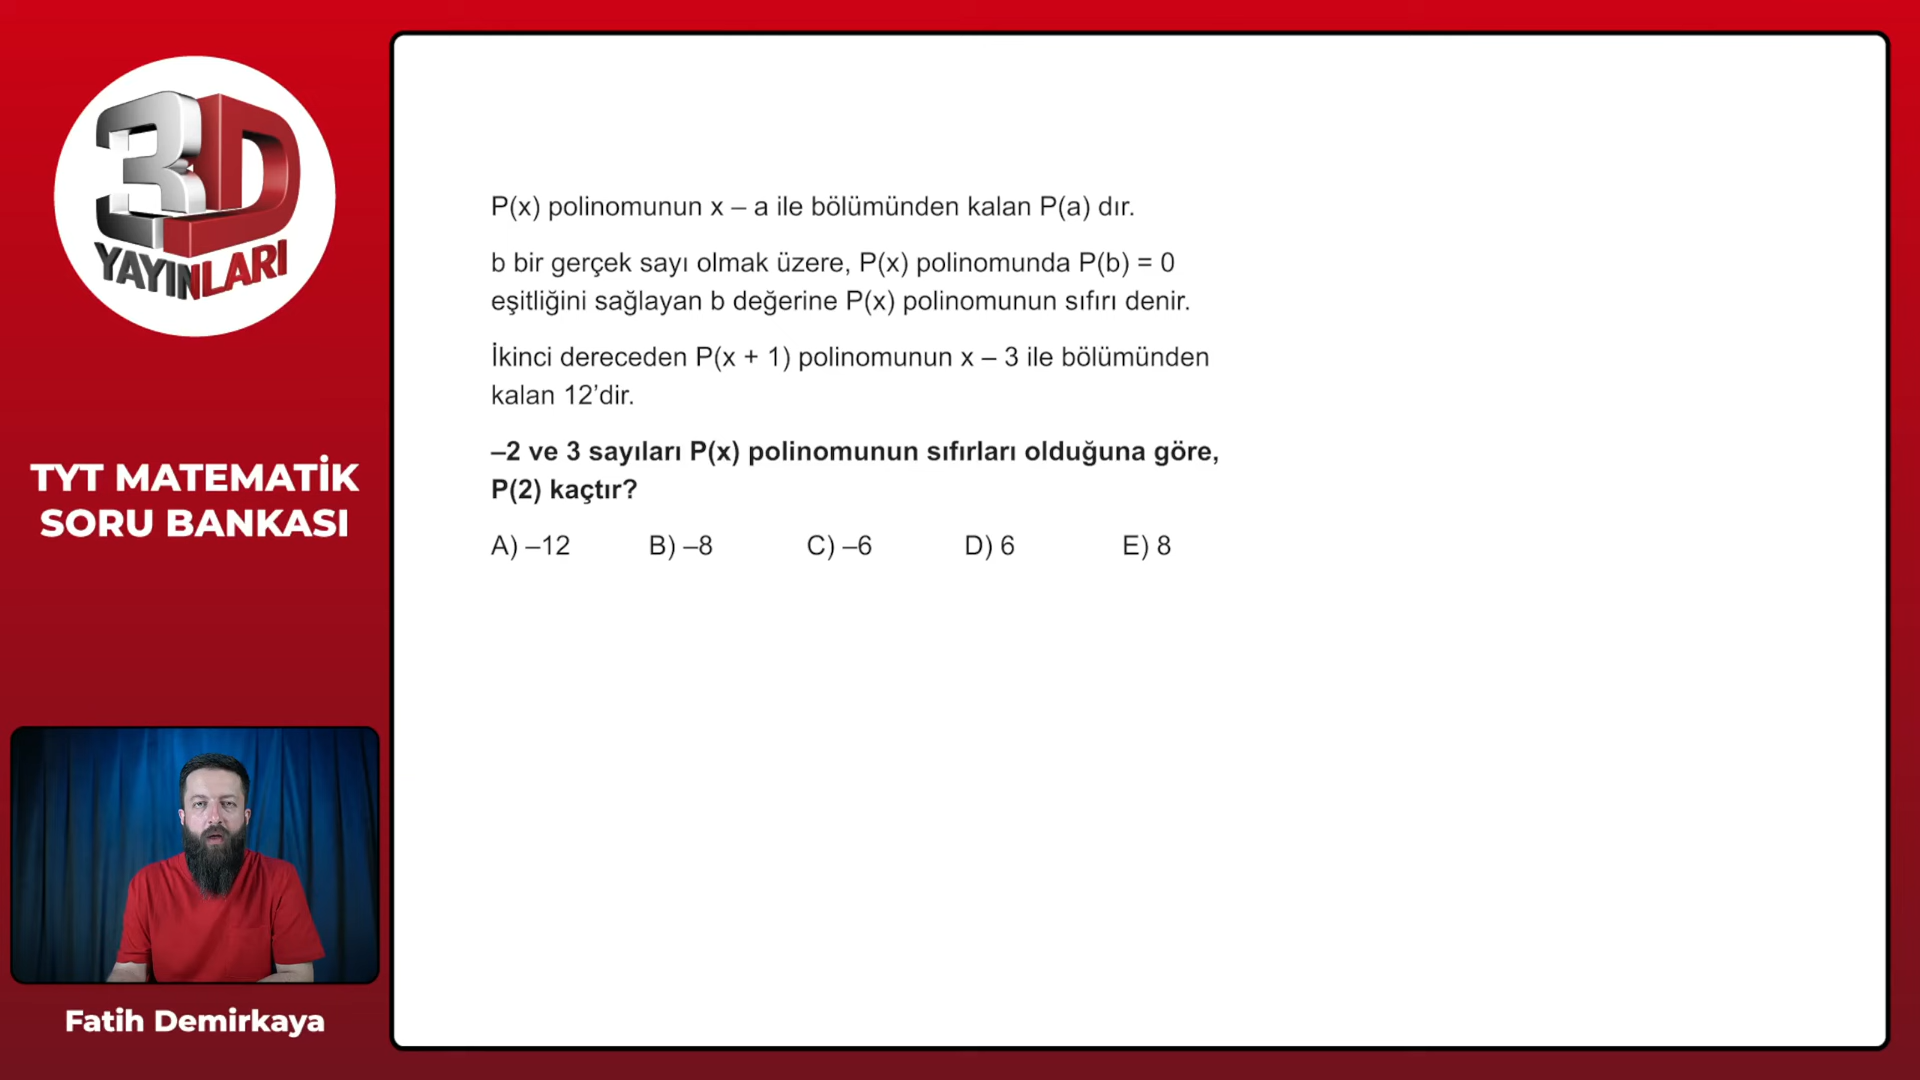 3D
YAYINLARI
TYT MATEMATİK
SORU BANKASI
Fatih Demirkaya
P(x) polinomunun x – a ile bölümünden kalan P(a) dır.
b bir gerçek sayı olmak üzere, P(x) polinomunda P(b) = 0
eşitliğini sağlayan b değerine P(x) polinomunun sıfırı denir.
İkinci dereceden P(x + 1) polinomunun x – 3 ile bölümünden
kalan 12’dir.
–2 ve 3 sayıları P(x) polinomunun sıfırları olduğuna göre,
P(2) kaçtır?
A) –12 B) –8 C) –6 D) 6 E) 8